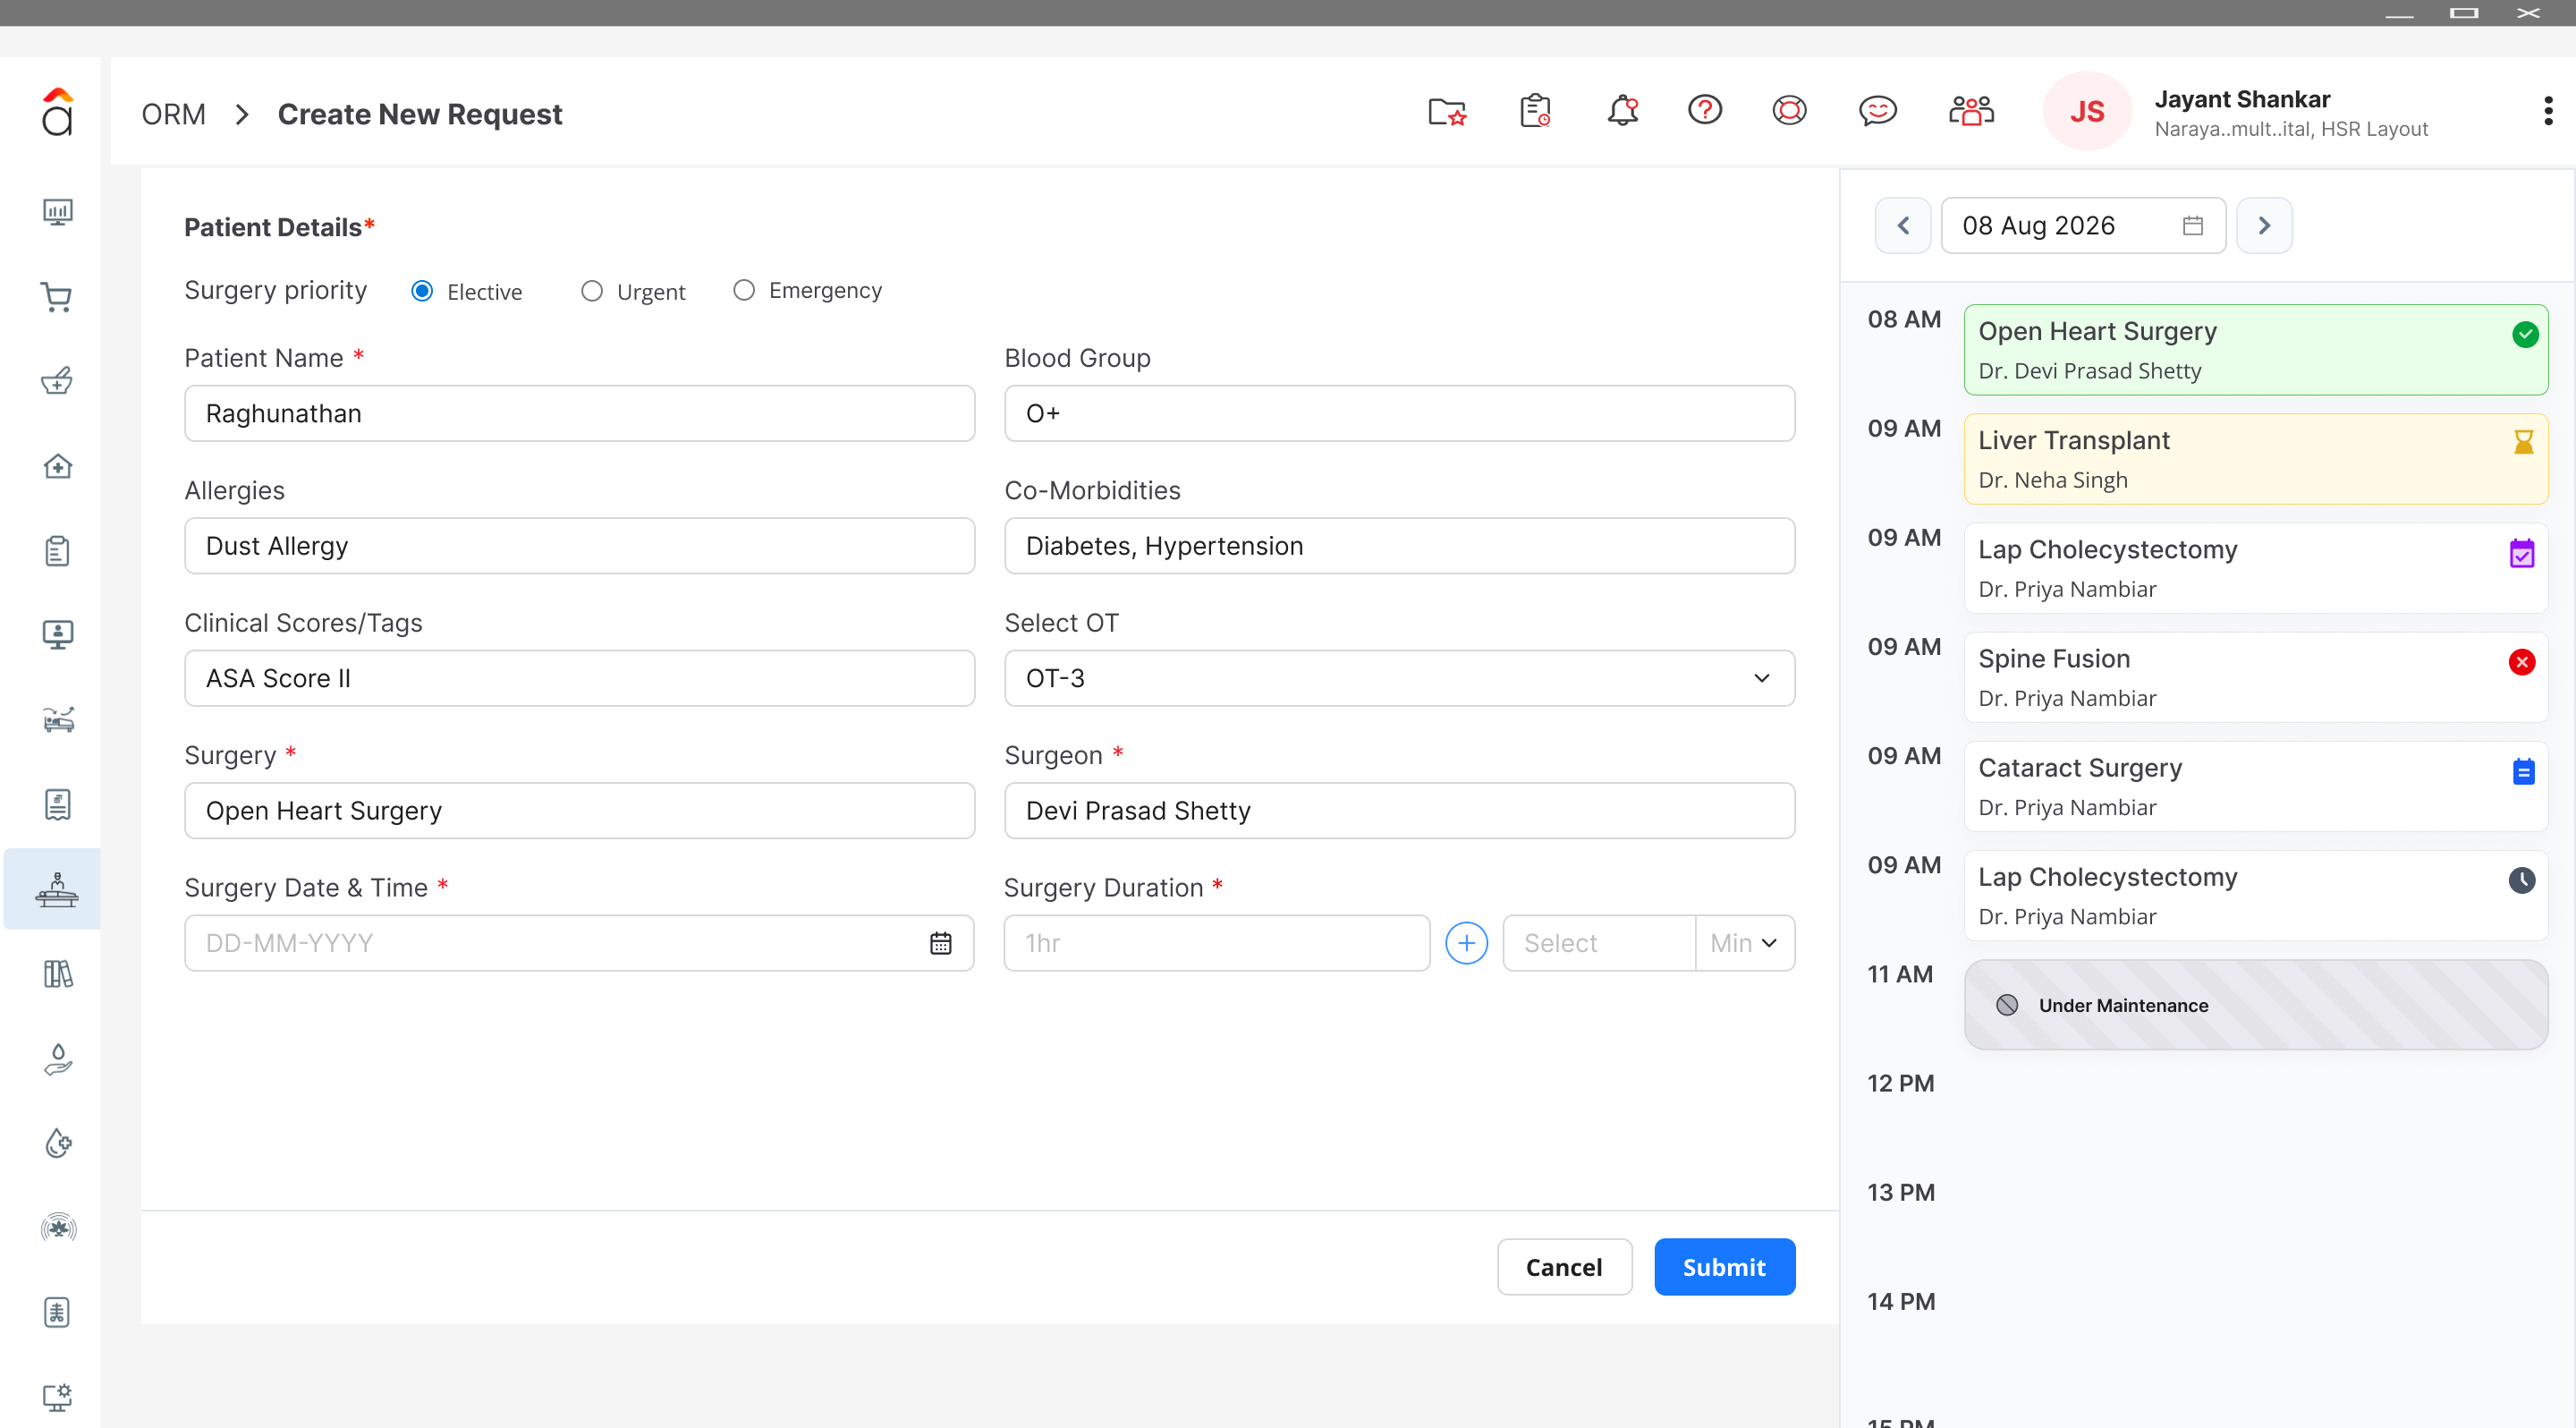 ORM > Create New Request
JS
Jayant Shankar
Naraya..mult..ital, HSR Layout
Patient Details*
Surgery priority Elective Urgent Emergency
Patient Name *
Raghunathan
Blood Group
O+
Allergies
Dust Allergy
Co-Morbidities
Diabetes, Hypertension
Clinical Scores/Tags
ASA Score II
Select OT
OT-3
Surgery *
Open Heart Surgery
Surgeon *
Devi Prasad Shetty
Surgery Date & Time *
DD-MM-YYYY
Surgery Duration *
1hr
Select
Min
Cancel
Submit
08 Aug 2026
08 AM
Open Heart Surgery
Dr. Devi Prasad Shetty
09 AM
Liver Transplant
Dr. Neha Singh
09 AM
Lap Cholecystectomy
Dr. Priya Nambiar
09 AM
Spine Fusion
Dr. Priya Nambiar
09 AM
Cataract Surgery
Dr. Priya Nambiar
09 AM
Lap Cholecystectomy
Dr. Priya Nambiar
11 AM
Under Maintenance
12 PM
13 PM
14 PM
15 PM